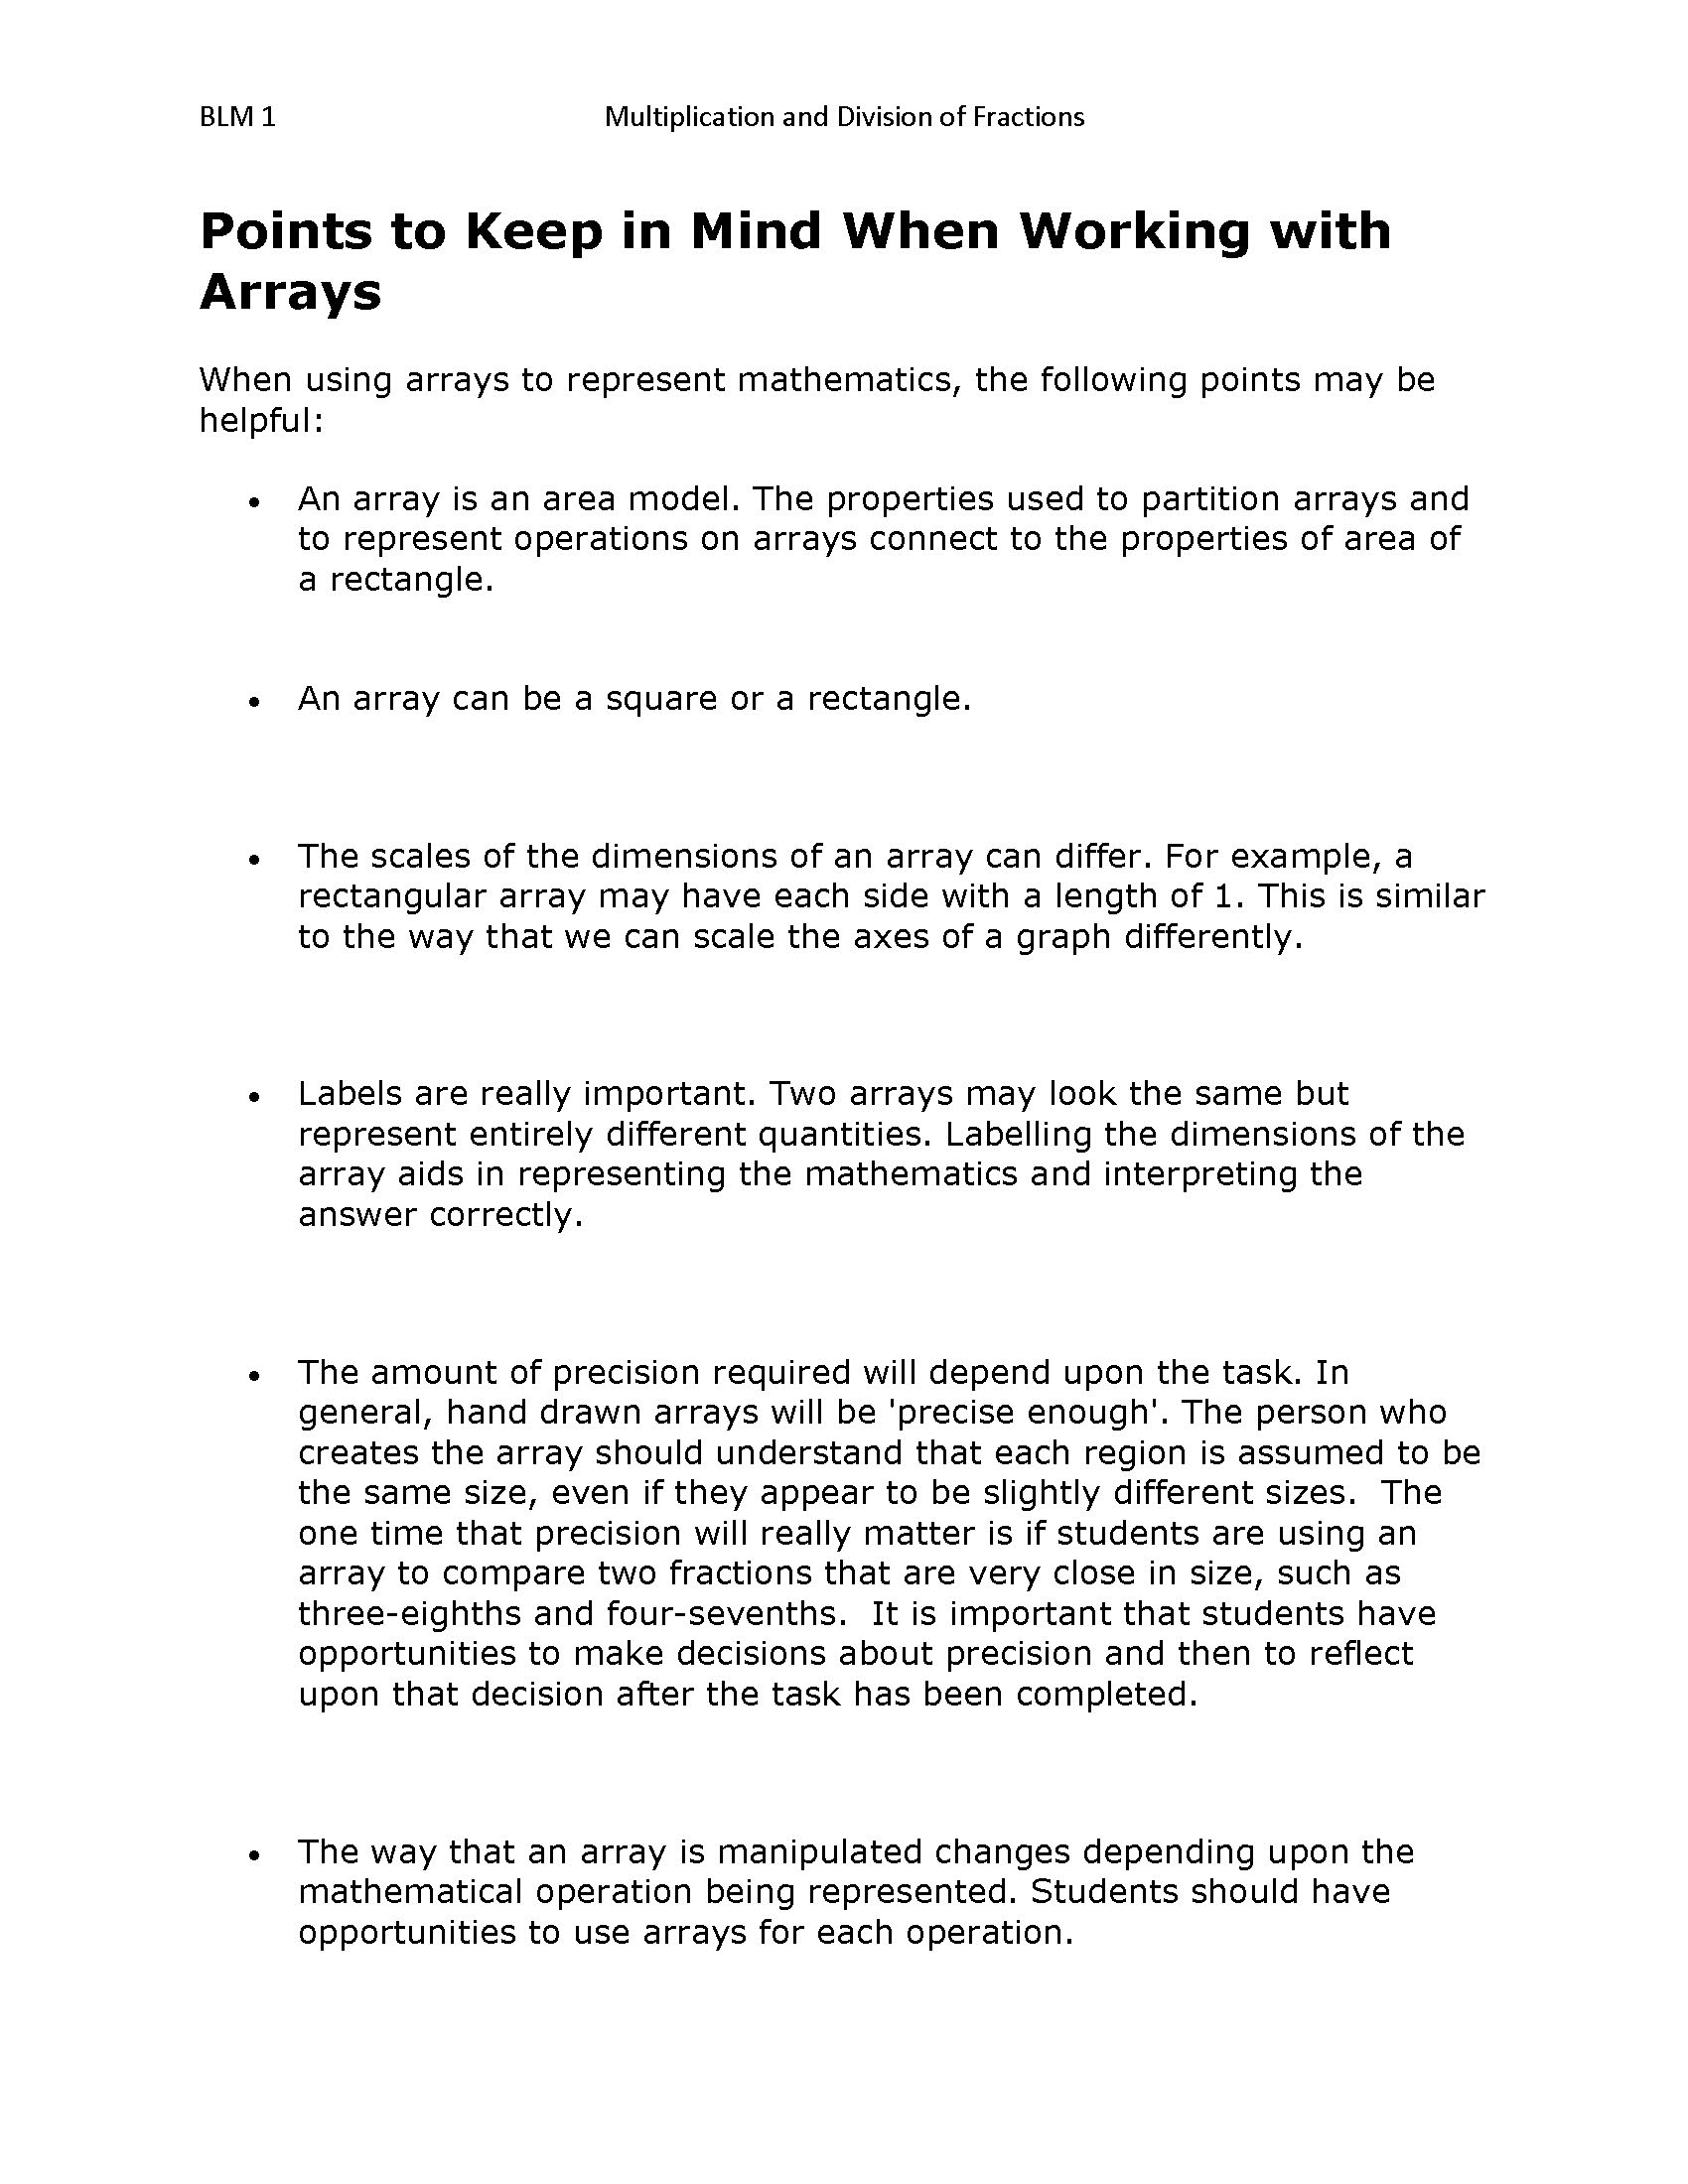 BLM 1 Multiplication and Division of Fractions
Points to Keep in Mind When Working with
Arrays
When using arrays to represent mathematics, the following points may be
helpful:
• An array is an area model. The properties used to partition arrays and
to represent operations on arrays connect to the properties of area of
a rectangle.
• An array can be a square or a rectangle.
• The scales of the dimensions of an array can differ. For example, a
rectangular array may have each side with a length of 1. This is similar
to the way that we can scale the axes of a graph differently.
• Labels are really important. Two arrays may look the same but
represent entirely different quantities. Labelling the dimensions of the
array aids in representing the mathematics and interpreting the
answer correctly.
• The amount of precision required will depend upon the task. In
general, hand drawn arrays will be 'precise enough'. The person who
creates the array should understand that each region is assumed to be
the same size, even if they appear to be slightly different sizes.  The
one time that precision will really matter is if students are using an
array to compare two fractions that are very close in size, such as
three-eighths and four-sevenths.  It is important that students have
opportunities to make decisions about precision and then to reflect
upon that decision after the task has been completed.
• The way that an array is manipulated changes depending upon the
mathematical operation being represented. Students should have
opportunities to use arrays for each operation.